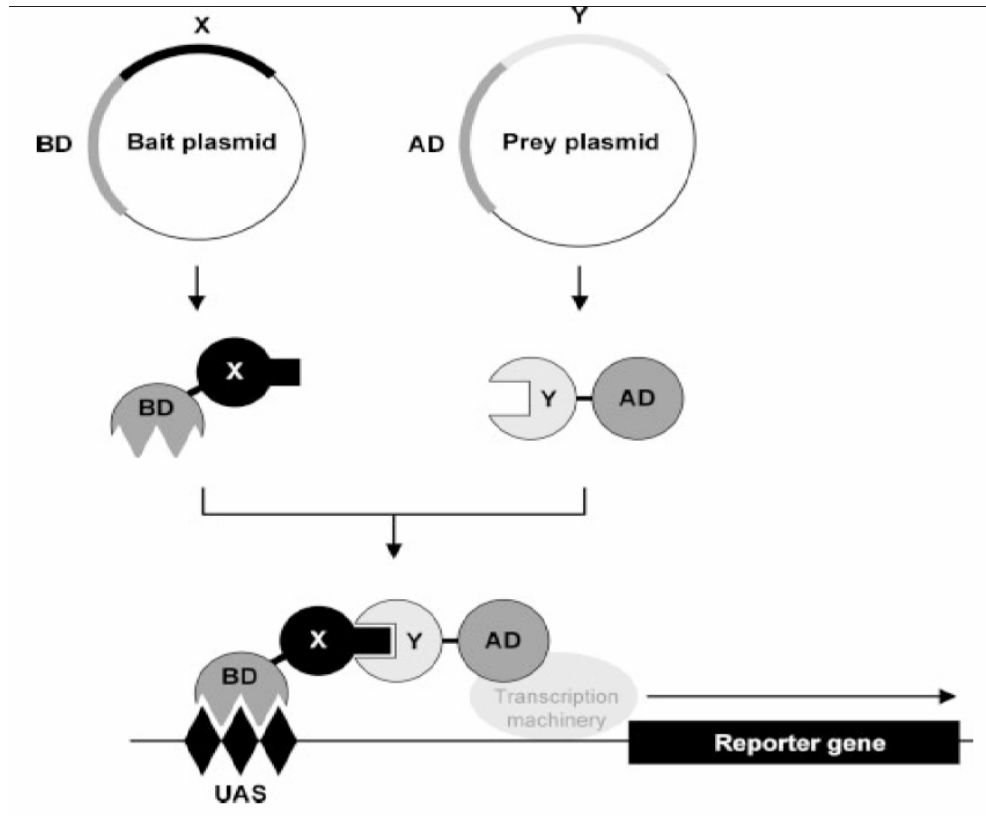 X
Y
BD
Bait plasmid
AD
Prey plasmid
X
BD
Y
AD
X
Y
AD
BD
Transcription
machinery
Reporter gene
UAS